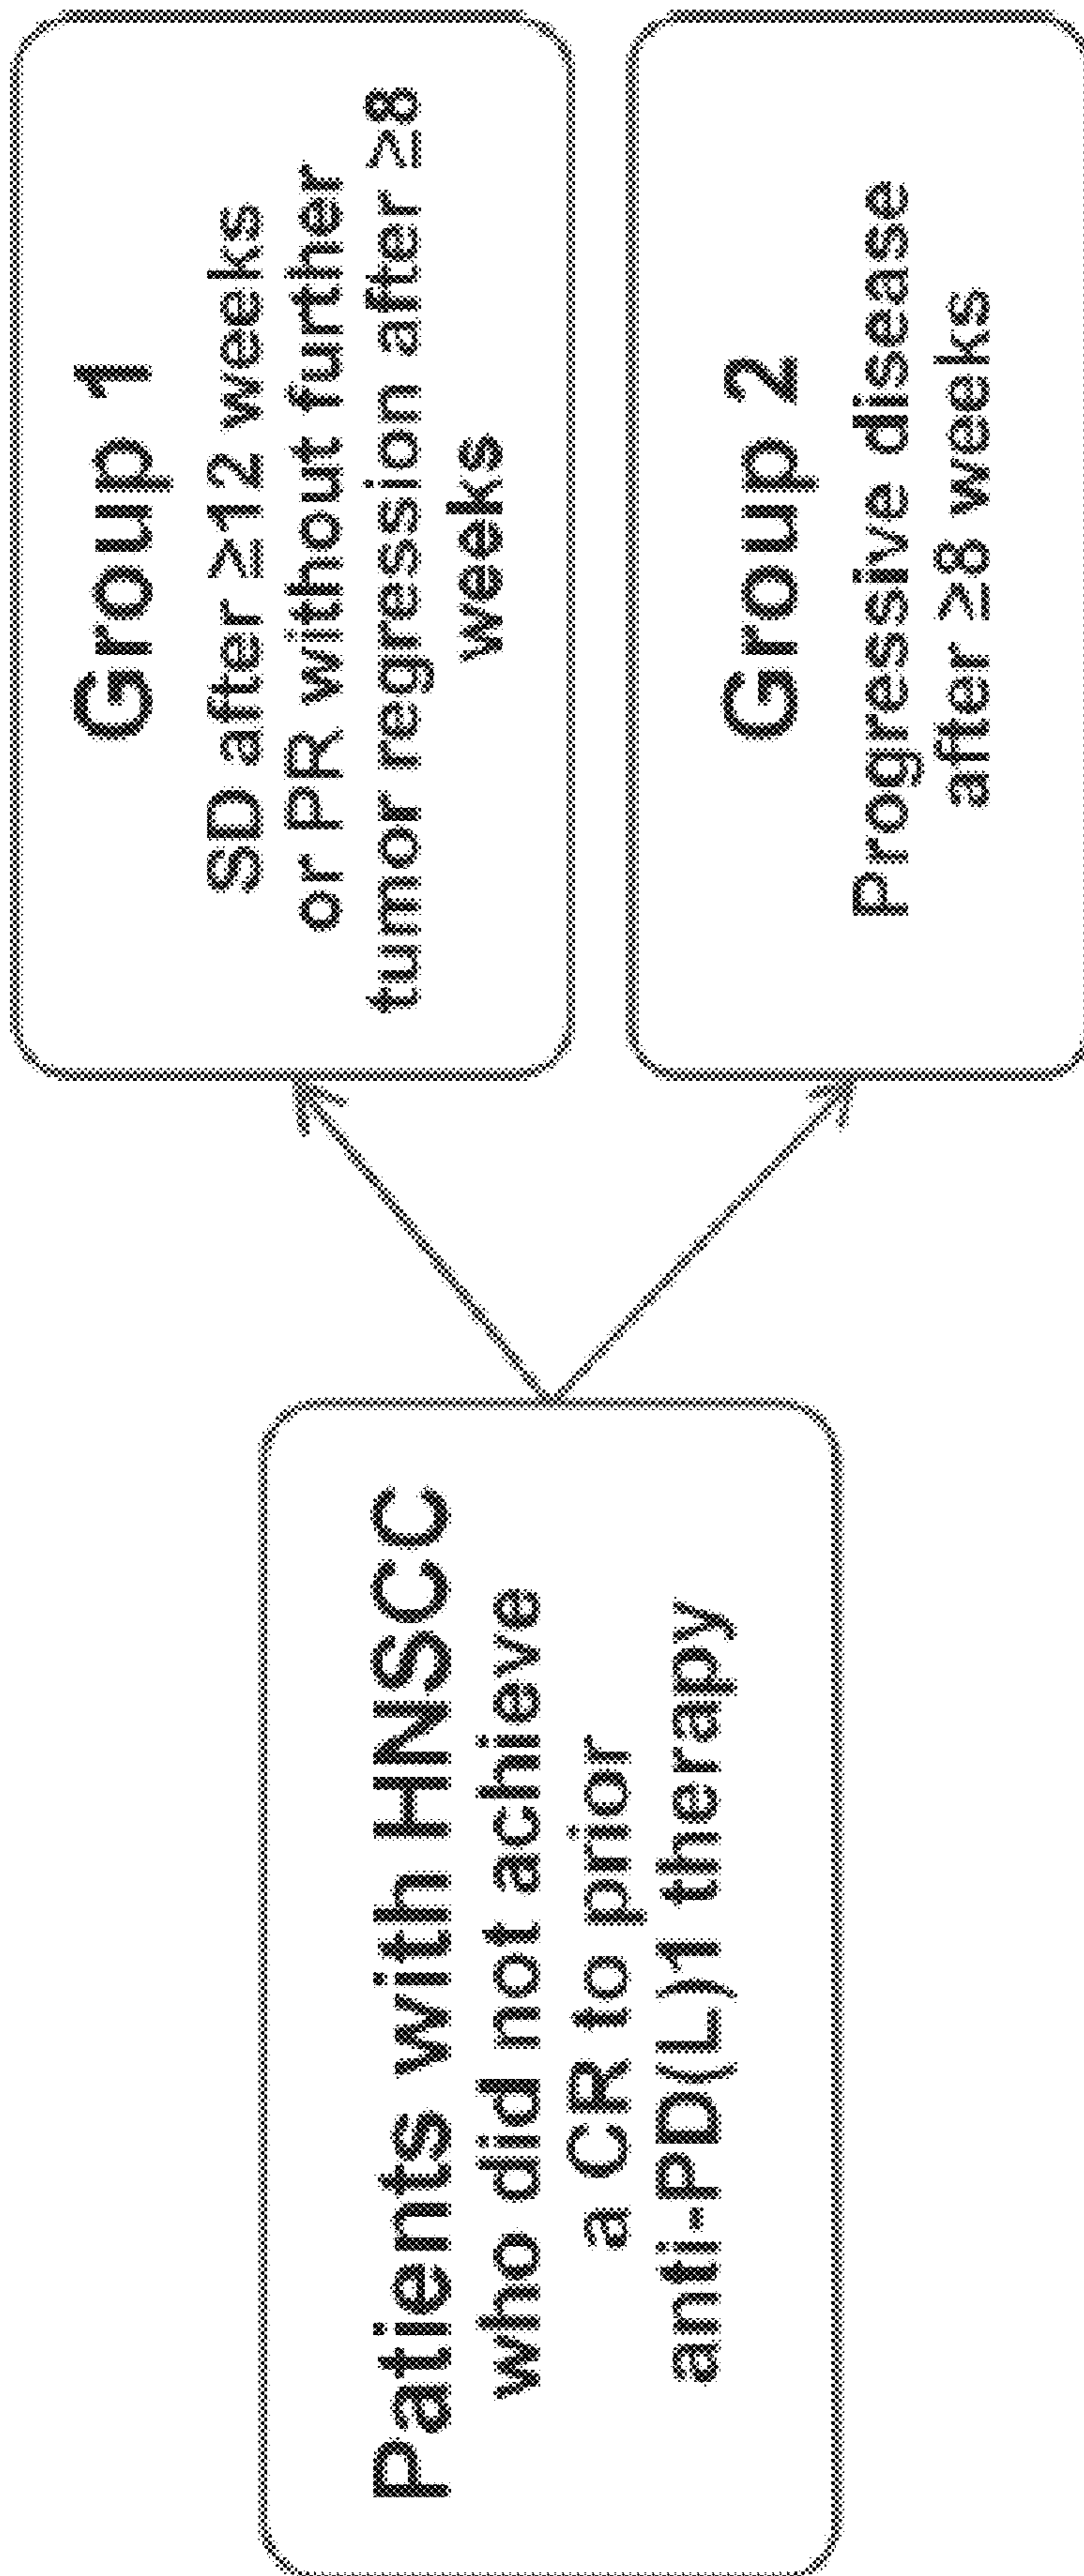 Patients with HNSCC
who did not achieve
a CR to prior
anti-PD(L)1 therapy
Group 1
SD after ≥12 weeks
or PR without further
tumor regression after ≥8
weeks
Group 2
Progressive disease
after ≥8 weeks